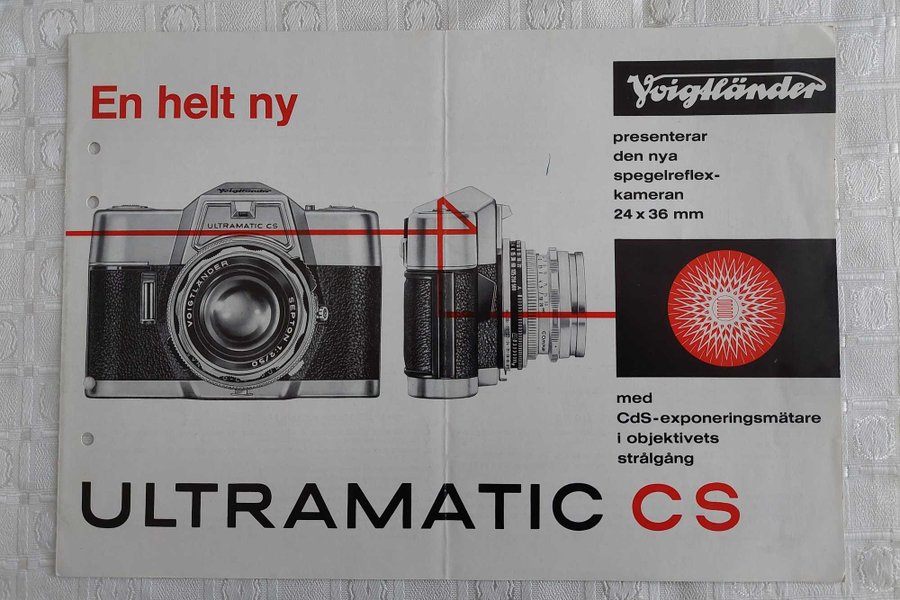 En helt ny
Voigtländer
presenterar
den nya
spegelreflex-
kameran
24 x 36 mm
Voigtländer
ULTRAMATIC CS
VOIGTLÄNDER SEPTON 1:2/50
med
CdS-exponeringsmätare
i objektivets
strålgång
ULTRAMATIC CS